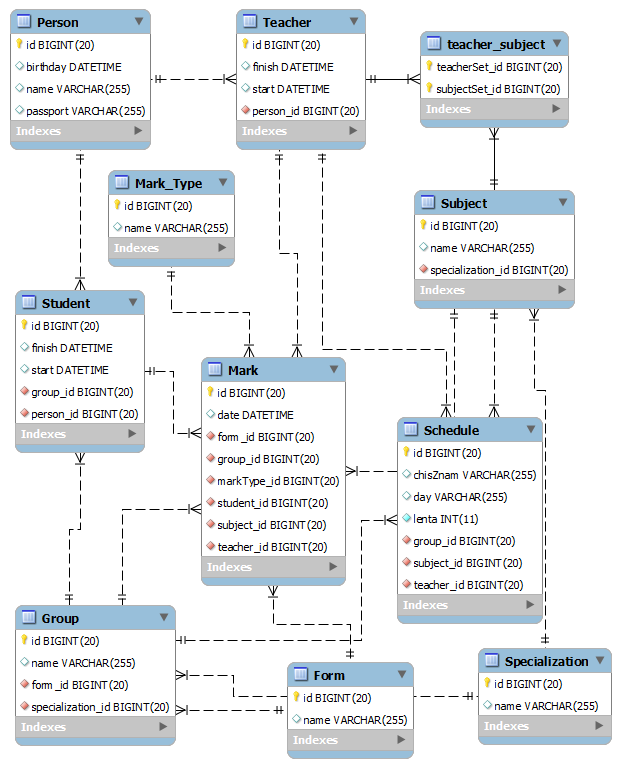 Person
id BIGINT(20)
birthday DATETIME
name VARCHAR(255)
passport VARCHAR(255)
Indexes
Teacher
id BIGINT(20)
finish DATETIME
start DATETIME
person_id BIGINT(20)
Indexes
teacher_subject
teacherSet_id BIGINT(20)
subjectSet_id BIGINT(20)
Indexes
Mark_Type
id BIGINT(20)
name VARCHAR(255)
Indexes
Subject
id BIGINT(20)
name VARCHAR(255)
specialization_id BIGINT(20)
Indexes
Student
id BIGINT(20)
finish DATETIME
start DATETIME
group_id BIGINT(20)
person_id BIGINT(20)
Indexes
Mark
id BIGINT(20)
date DATETIME
form_id BIGINT(20)
group_id BIGINT(20)
markType_id BIGINT(20)
student_id BIGINT(20)
subject_id BIGINT(20)
teacher_id BIGINT(20)
Indexes
Schedule
id BIGINT(20)
chisZnam VARCHAR(255)
day VARCHAR(255)
lenta INT(11)
group_id BIGINT(20)
subject_id BIGINT(20)
teacher_id BIGINT(20)
Indexes
Group
id BIGINT(20)
name VARCHAR(255)
form_id BIGINT(20)
specialization_id BIGINT(20)
Indexes
Form
id BIGINT(20)
name VARCHAR(255)
Indexes
Specialization
id BIGINT(20)
name VARCHAR(255)
Indexes